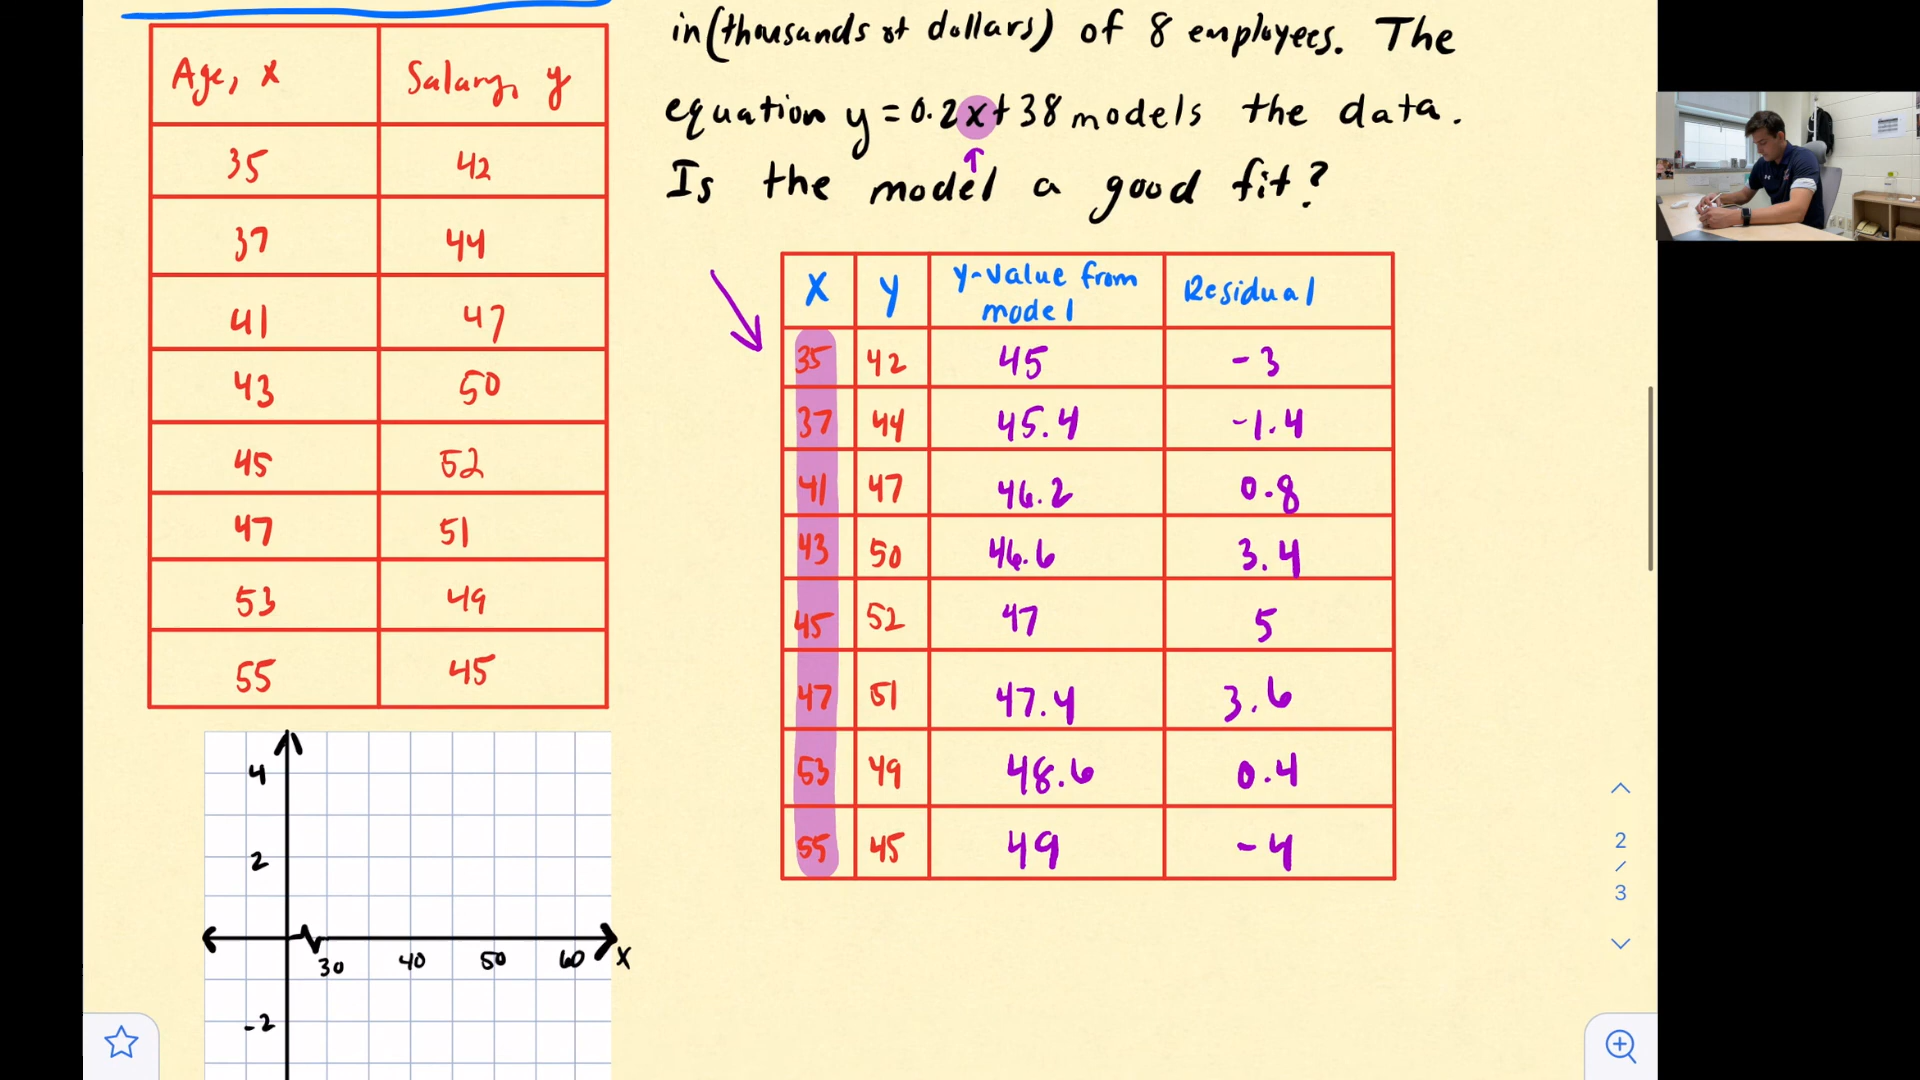 in (thousands of dollars) of 8 employees. The
equation y = 0.2x + 38 models the data.
Is the model a good fit?
Age, x Salary, y
35 42
37 44
41 47
43 50
45 52
47 51
53 49
55 45
X Y y-value from model Residual
35 42 45 -3
37 44 45.4 -1.4
41 47 46.2 0.8
43 50 46.6 3.4
45 52 47 5
47 51 47.4 3.6
53 49 48.6 0.4
55 45 49 -4
4
2
30 40 50 60 X
-2
2
/
3